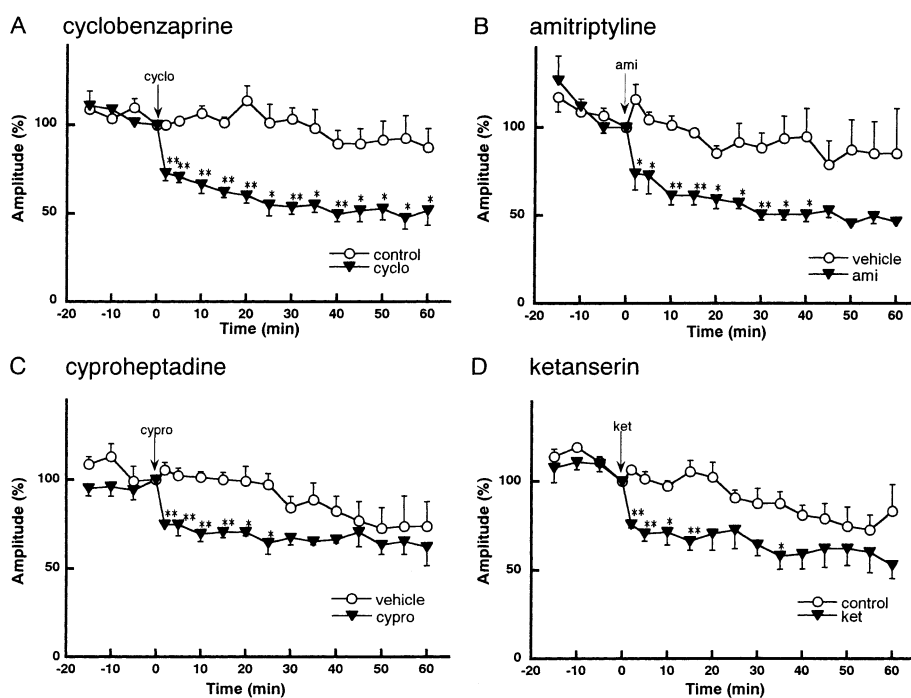 A cyclobenzaprine
cyclo
100
50
0
Amplitude (%)
** ** ** ** ** * ** * ** * * * *
control
cyclo
-20 -10 0 10 20 30 40 50 60
Time (min)
B amitriptyline
ami
100
50
0
Amplitude (%)
* * ** ** * * ** * *
vehicle
ami
-20 -10 0 10 20 30 40 50 60
Time (min)
C cyproheptadine
cypro
100
50
0
Amplitude (%)
** ** ** ** * *
vehicle
cypro
-20 -10 0 10 20 30 40 50 60
Time (min)
D ketanserin
ket
100
50
0
Amplitude (%)
** ** * ** *
control
ket
-20 -10 0 10 20 30 40 50 60
Time (min)